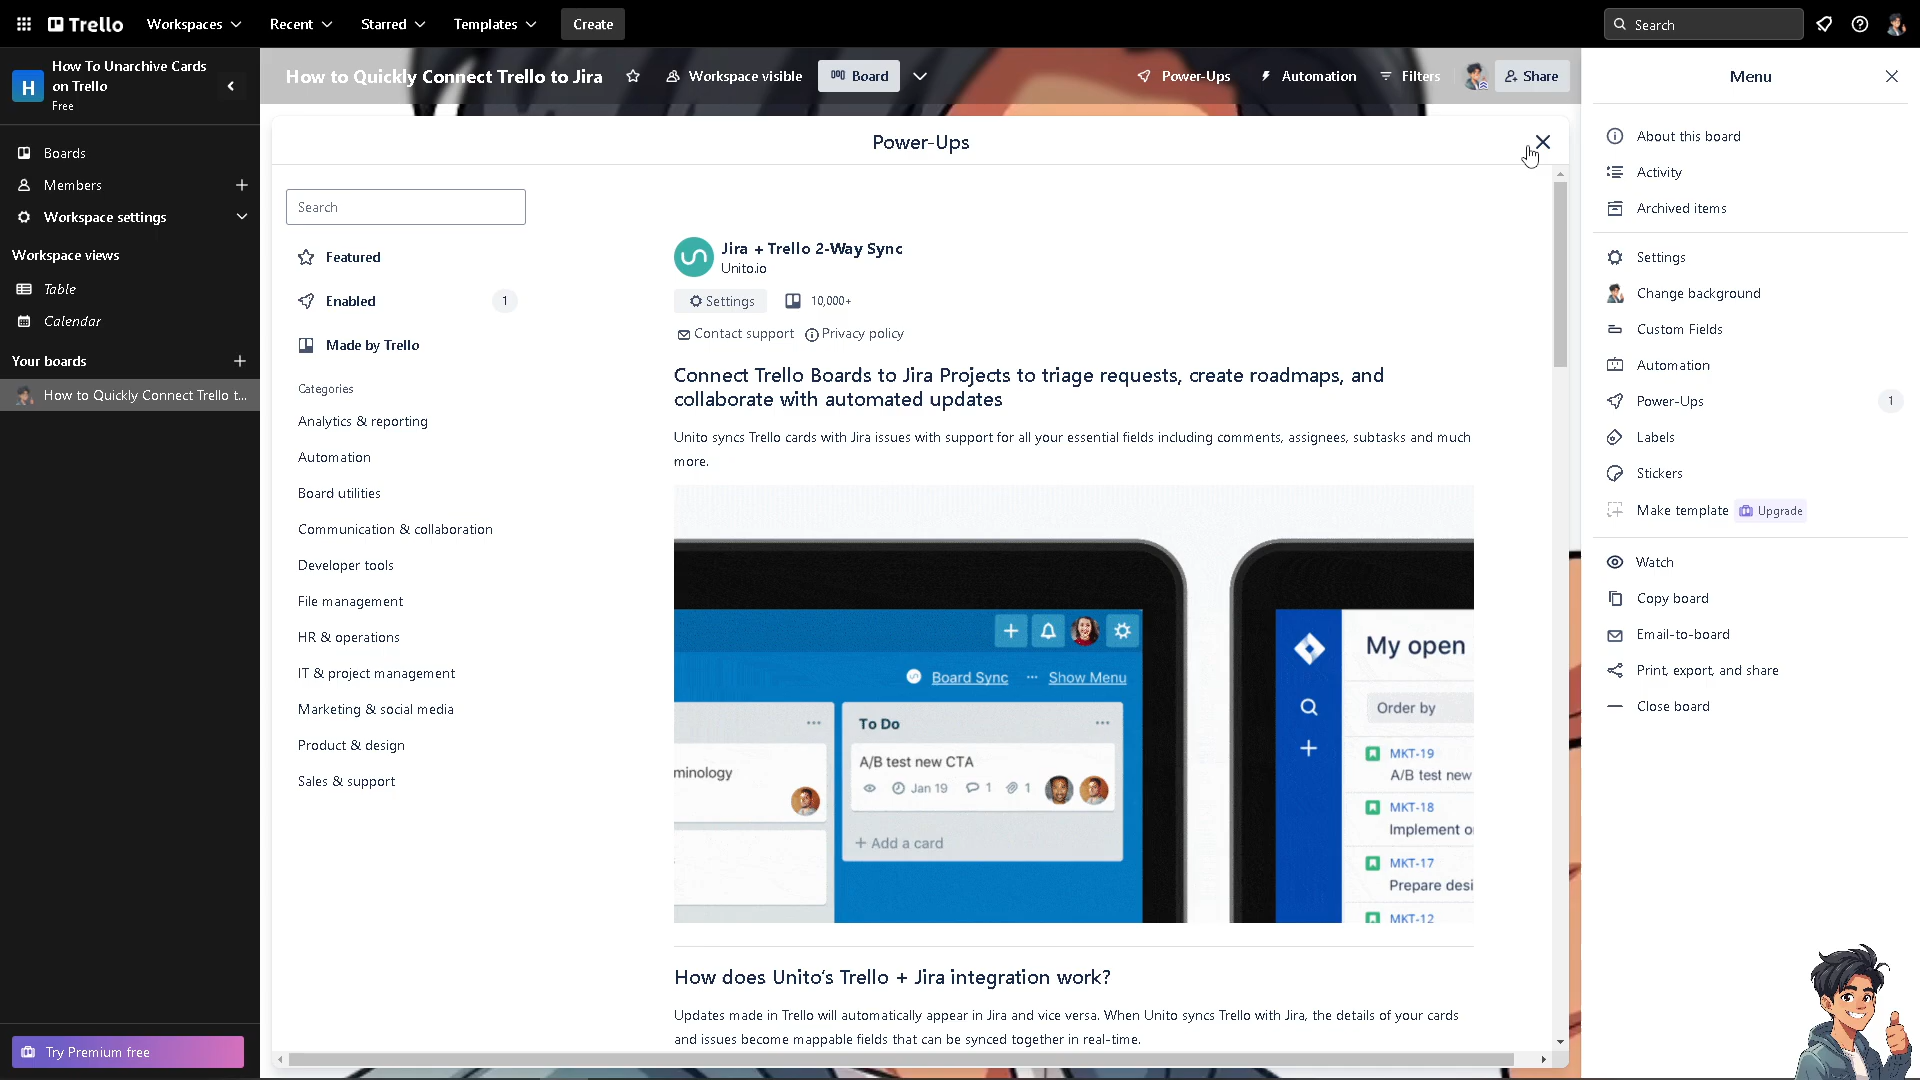 Trello
Workspaces
Recent
Starred
Templates
Create
Search
H
How To Unarchive Cards
on Trello
Free
Boards
Members
Workspace settings
Workspace views
Table
Calendar
Your boards
How to Quickly Connect Trello t...
Try Premium free
How to Quickly Connect Trello to Jira
Workspace visible
Board
Power-Ups
Automation
Filters
Share
Power-Ups
Search
Featured
Enabled
1
Made by Trello
Categories
Analytics & reporting
Automation
Board utilities
Communication & collaboration
Developer tools
File management
HR & operations
IT & project management
Marketing & social media
Product & design
Sales & support
Jira + Trello 2-Way Sync
Unito.io
Settings
10,000+
Contact support
Privacy policy
Connect Trello Boards to Jira Projects to triage requests, create roadmaps, and
collaborate with automated updates
Unito syncs Trello cards with Jira issues with support for all your essential fields including comments, assignees, subtasks and much
more.
Board Sync
... Show Menu
minology
To Do
A/B test new CTA
Jan 19
1
1
+ Add a card
My open
Order by
MKT-19
A/B test new
MKT-18
Implement o
MKT-17
Prepare desi
MKT-12
How does Unito's Trello + Jira integration work?
Updates made in Trello will automatically appear in Jira and vice versa. When Unito syncs Trello with Jira, the details of your cards
and issues become mappable fields that can be synced together in real-time.
Menu
About this board
Activity
Archived items
Settings
Change background
Custom Fields
Automation
Power-Ups
1
Labels
Stickers
Make template
Upgrade
Watch
Copy board
Email-to-board
Print, export, and share
Close board